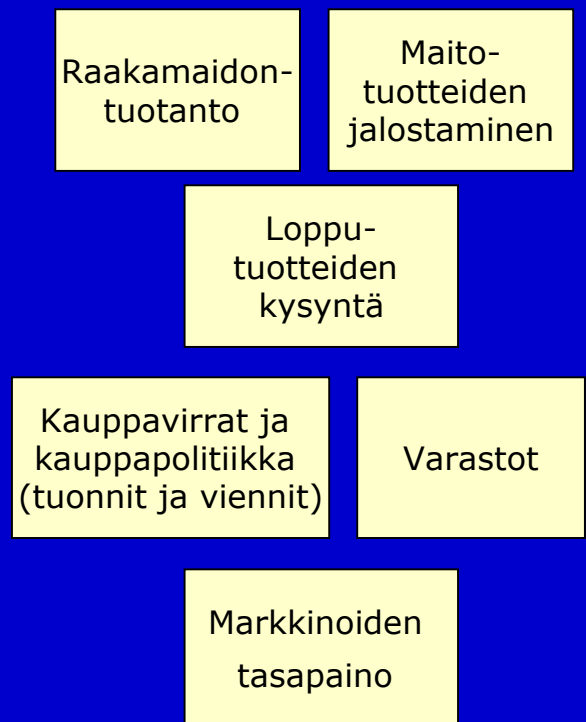 Raakamaidon-
tuotanto
Maito-
tuotteiden
jalostaminen
Loppu-
tuotteiden
kysyntä
Kauppavirrat ja
kauppapolitiikka
(tuonnit ja viennit)
Varastot
Markkinoiden
tasapaino